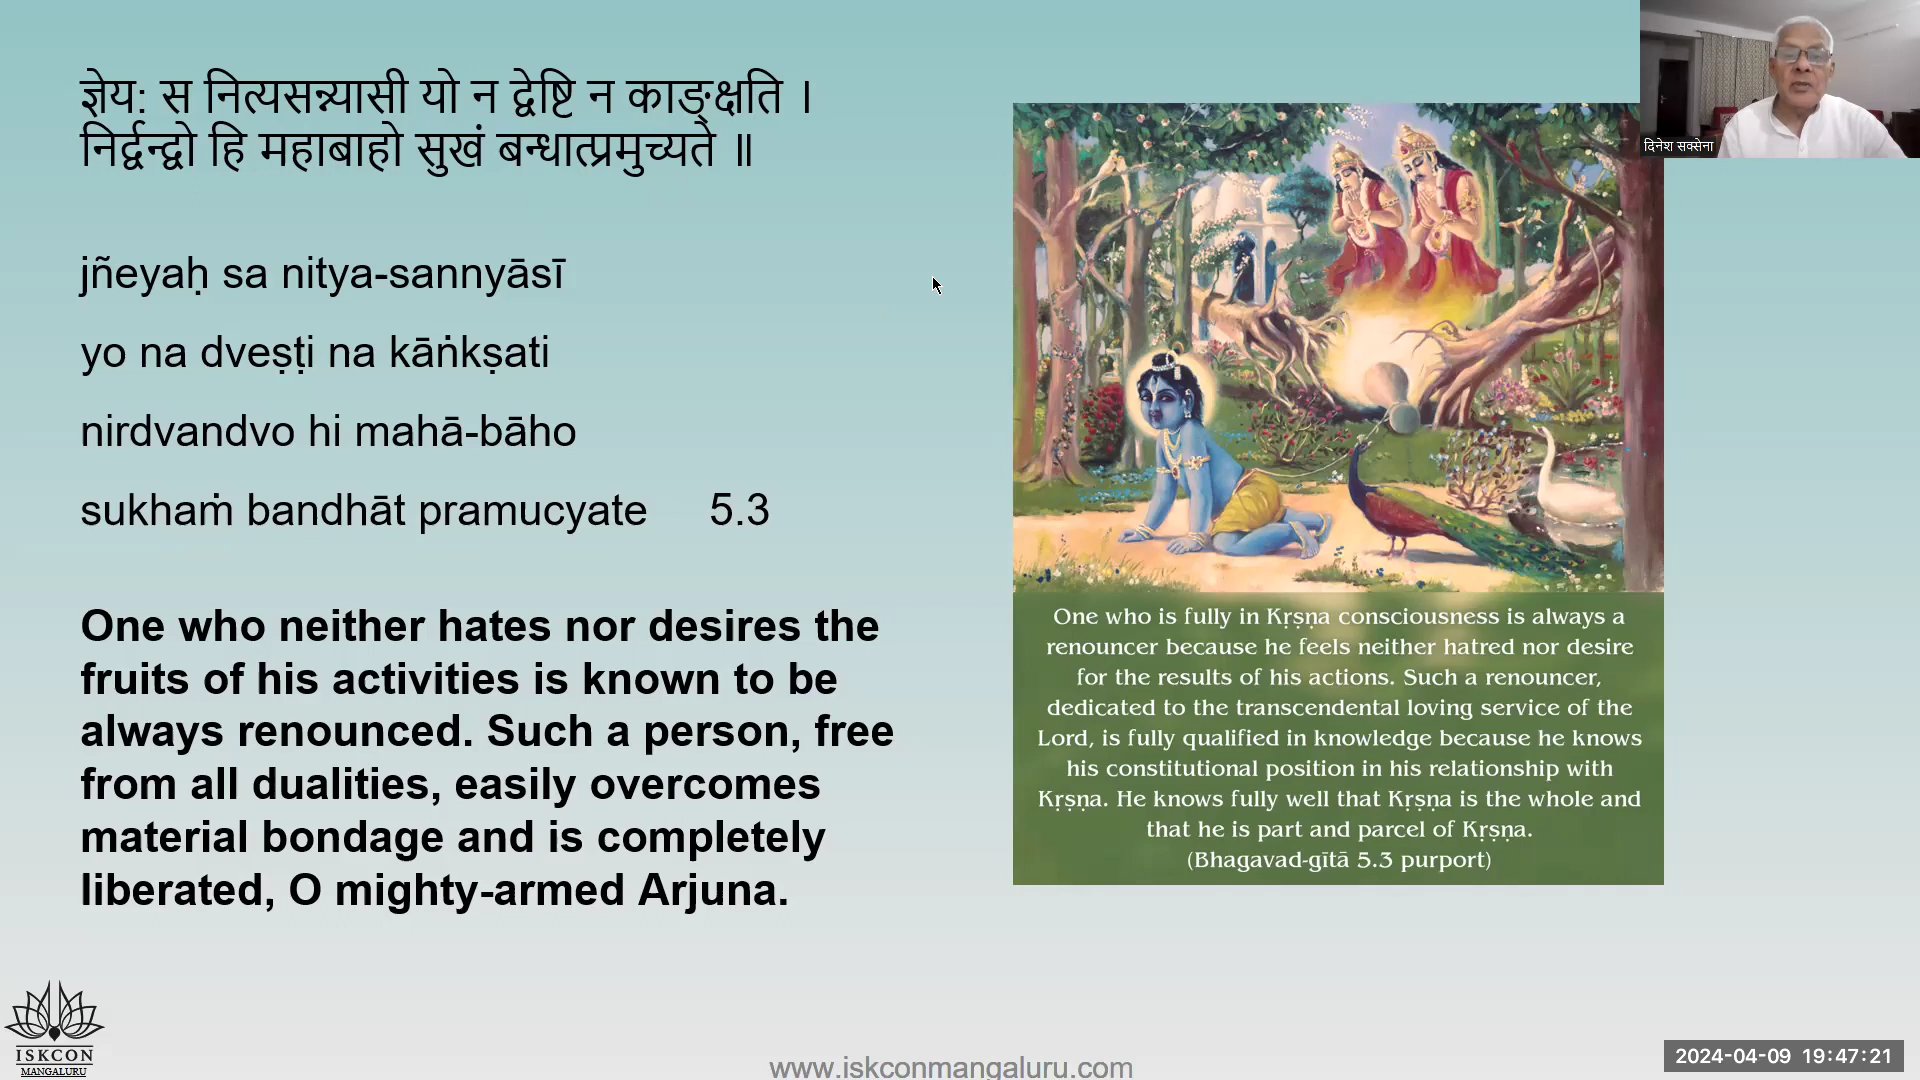 ज्ञेय: स नित्यसन्न्यासी यो न द्वेष्टि न काङ्‍क्षति ।
निर्द्वन्द्वो हि महाबाहो सुखं बन्धात्प्रमुच्यते ॥
jñeyaḥ sa nitya-sannyāsī
yo na dveṣṭi na kāṅkṣati
nirdvandvo hi mahā-bāho
sukhaṁ bandhāt pramucyate 5.3
One who neither hates nor desires the
fruits of his activities is known to be
always renounced. Such a person, free
from all dualities, easily overcomes
material bondage and is completely
liberated, O mighty-armed Arjuna.
दिनेश सक्सेना
One who is fully in Kṛṣṇa consciousness is always a
renouncer because he feels neither hatred nor desire
for the results of his actions. Such a renouncer,
dedicated to the transcendental loving service of the
Lord, is fully qualified in knowledge because he knows
his constitutional position in his relationship with
Kṛṣṇa. He knows fully well that Kṛṣṇa is the whole and
that he is part and parcel of Kṛṣṇa.
(Bhagavad-gītā 5.3 purport)
ISKCON
MANGALURU
www.iskconmangaluru.com
2024-04-09 19:47:21